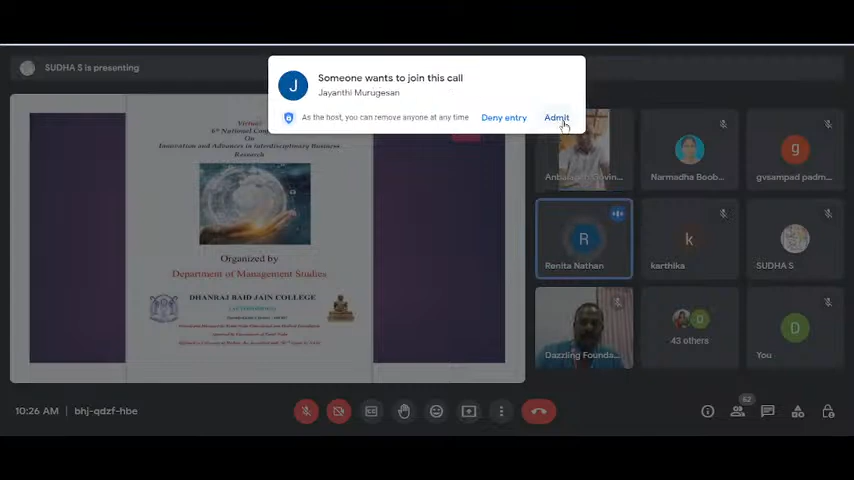 SUDHA S is presenting
Someone wants to join this call
J
Jayanthi Murugesan
As the host, you can remove anyone at any time
Deny entry
Admit
Virtual
6th National
On
Innovation and Advances in Interdisciplinary Business
Research
Organized by
Department of Management Studies
DHANRAJ BAID JAIN COLLEGE
Narmadha Boob...
g
gvsampad padm...
R
Renita Nathan
k
karthika
SUDHA S
Dazzling Founda...
D
43 others
D
You
10:26 AM | bhj-qdzf-hbe
CC
62